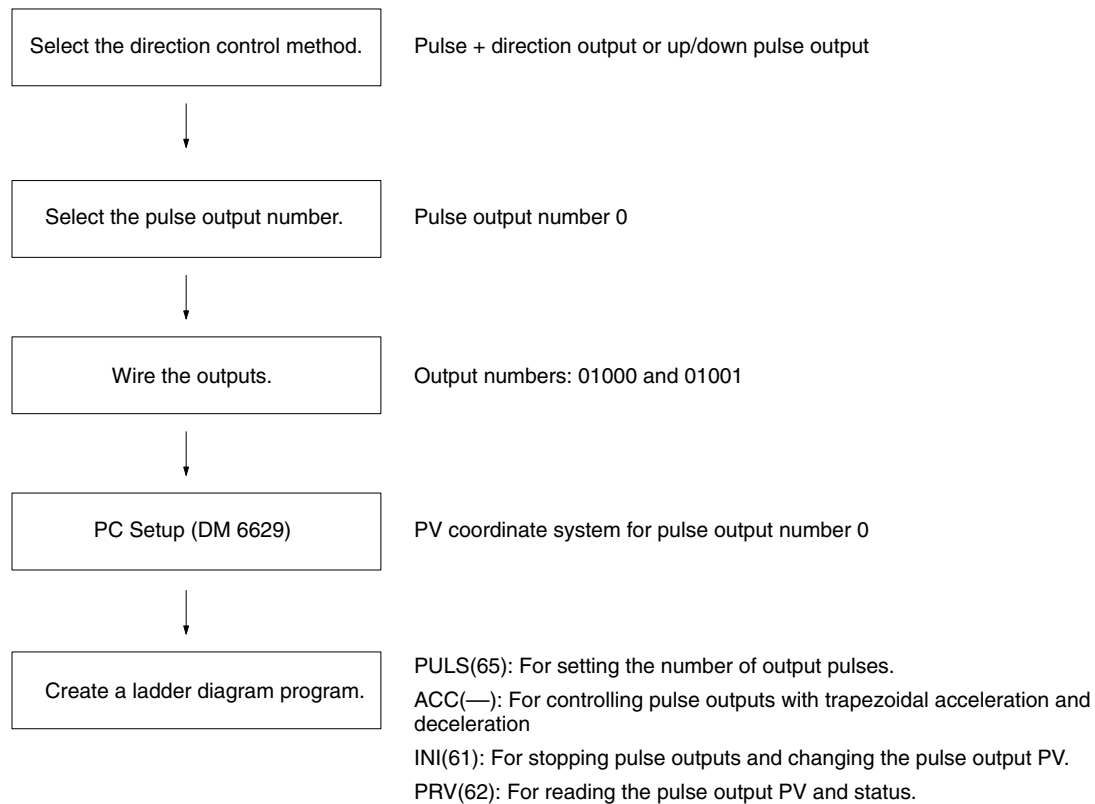 Select the direction control method.
Pulse + direction output or up/down pulse output
Select the pulse output number.
Pulse output number 0
Wire the outputs.
Output numbers: 01000 and 01001
PC Setup (DM 6629)
PV coordinate system for pulse output number 0
Create a ladder diagram program.
PULS(65): For setting the number of output pulses.
ACC(––): For controlling pulse outputs with trapezoidal acceleration and
deceleration
INI(61): For stopping pulse outputs and changing the pulse output PV.
PRV(62): For reading the pulse output PV and status.